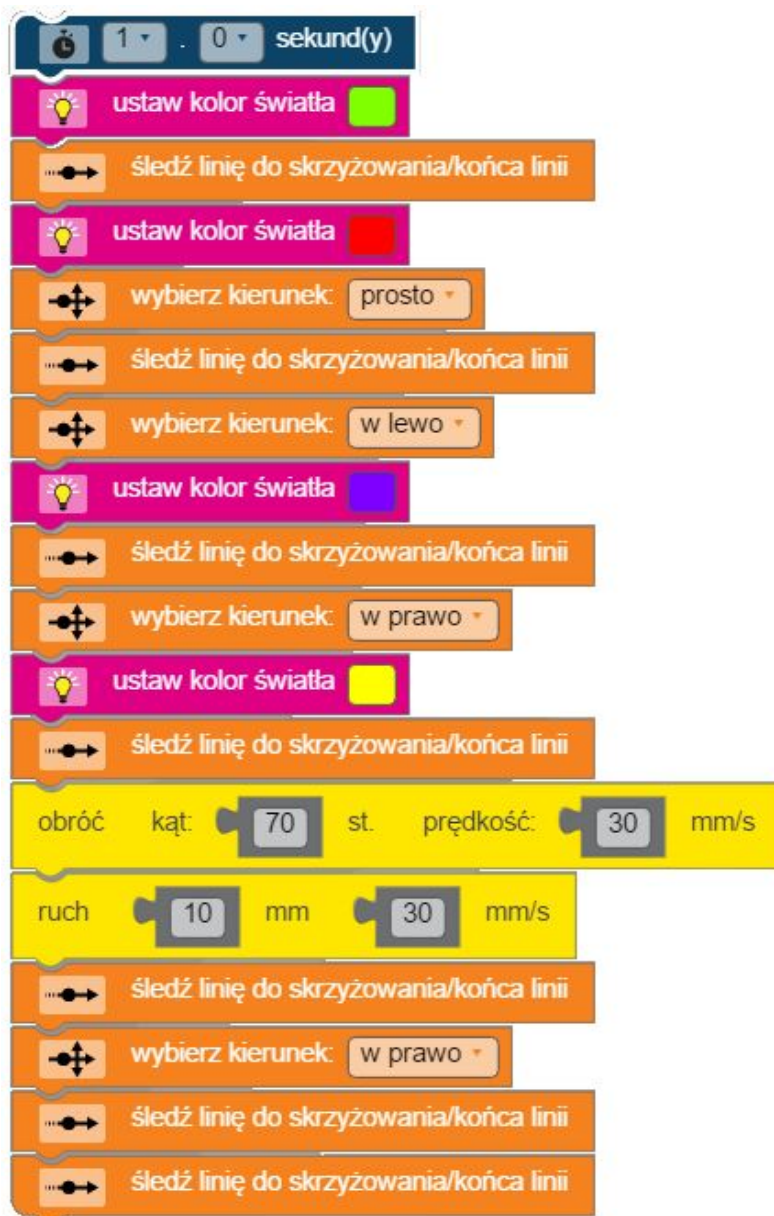 1 . 0 sekund(y)
ustaw kolor światła
śledź linię do skrzyżowania/końca linii
ustaw kolor światła
wybierz kierunek: prosto
śledź linię do skrzyżowania/końca linii
wybierz kierunek: w lewo
ustaw kolor światła
śledź linię do skrzyżowania/końca linii
wybierz kierunek: w prawo
ustaw kolor światła
śledź linię do skrzyżowania/końca linii
obróć kąt: 70 st. prędkość: 30 mm/s
ruch 10 mm 30 mm/s
śledź linię do skrzyżowania/końca linii
wybierz kierunek: w prawo
śledź linię do skrzyżowania/końca linii
śledź linię do skrzyżowania/końca linii